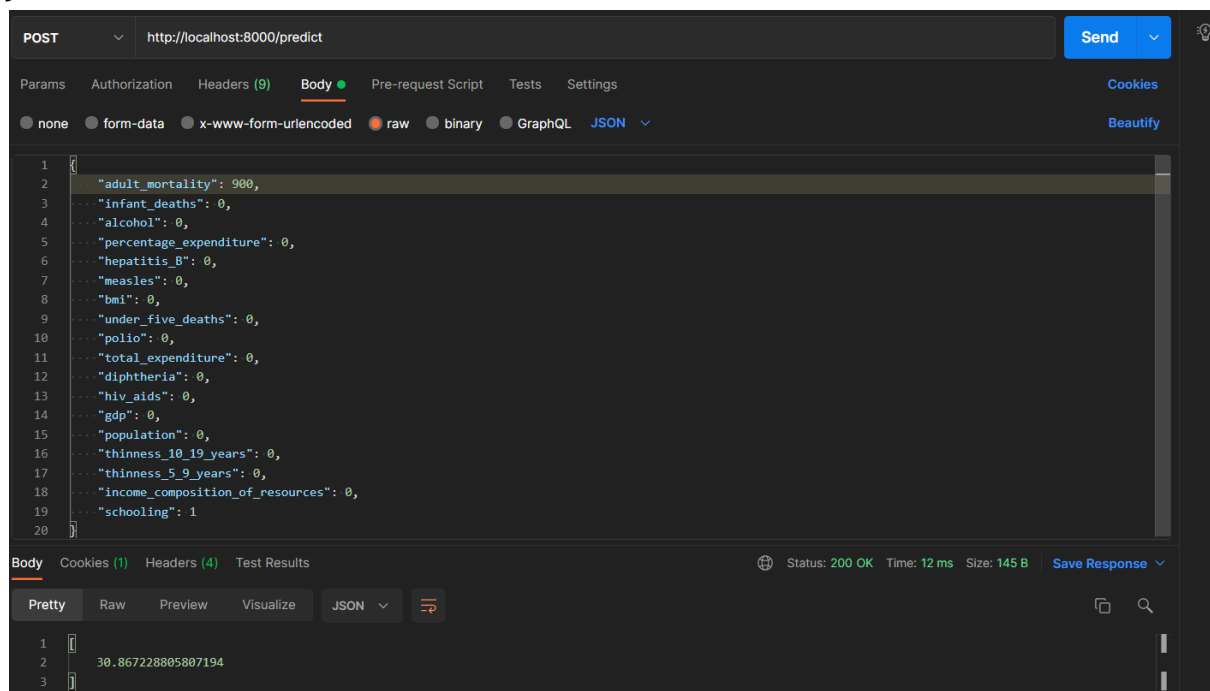 POST http://localhost:8000/predict Send
Params Authorization Headers (9) Body Pre-request Script Tests Settings Cookies
none form-data x-www-form-urlencoded raw binary GraphQL JSON Beautify
1 {
2 "adult_mortality": 900,
3 "infant_deaths": 0,
4 "alcohol": 0,
5 "percentage_expenditure": 0,
6 "hepatitis_B": 0,
7 "measles": 0,
8 "bmi": 0,
9 "under_five_deaths": 0,
10 "polio": 0,
11 "total_expenditure": 0,
12 "diphtheria": 0,
13 "hiv_aids": 0,
14 "gdp": 0,
15 "population": 0,
16 "thinness_10_19_years": 0,
17 "thinness_5_9_years": 0,
18 "income_composition_of_resources": 0,
19 "schooling": 1
20 }
Body Cookies (1) Headers (4) Test Results Status: 200 OK Time: 12 ms Size: 145 B Save Response
Pretty Raw Preview Visualize JSON
1 [
2 30.867228805807194
3 ]